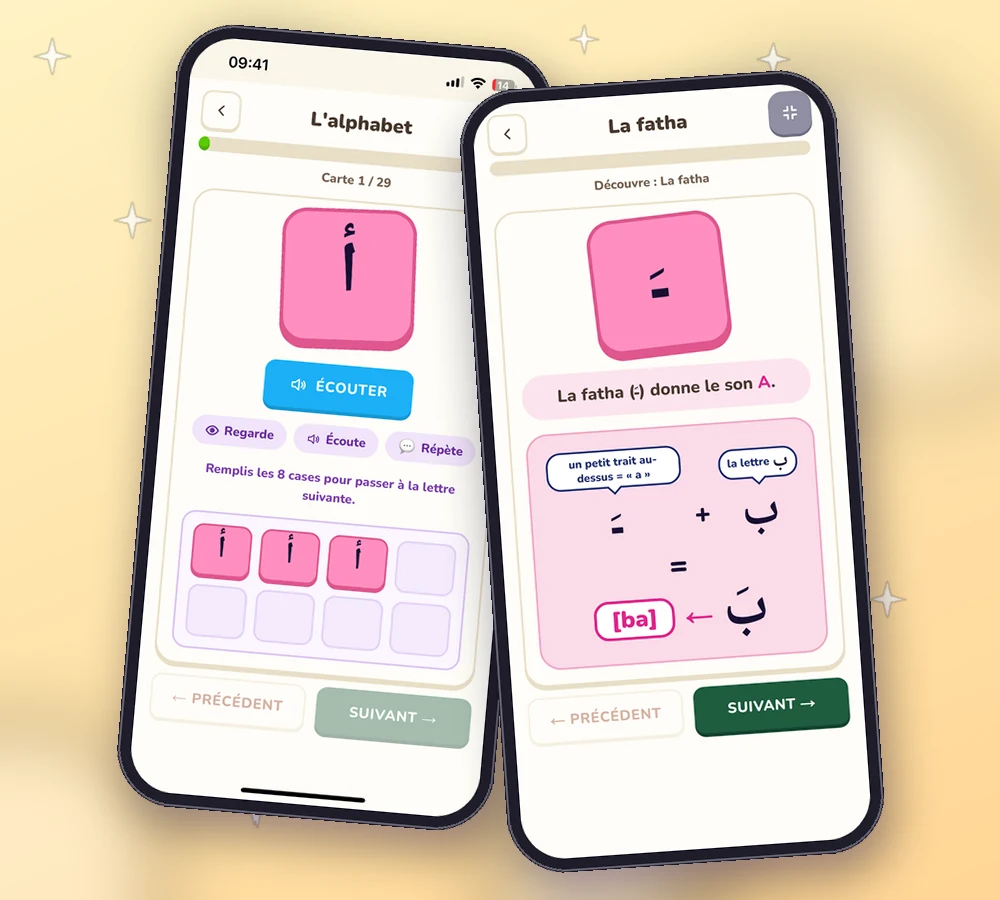 09:41
14
L'alphabet
Carte 1 / 29
أ
ÉCOUTER
Regarde
Écoute
Répète
Remplis les 8 cases pour passer à la lettre
suivante.
أ أ أ
← PRÉCÉDENT
SUIVANT →
La fatha
Découvre : La fatha
ـَ
La fatha (ـَ) donne le son A.
un petit trait au-
dessus = « a »
la lettre ب
ـَ + ب
=
[ba] ← بَ
← PRÉCÉDENT
SUIVANT →